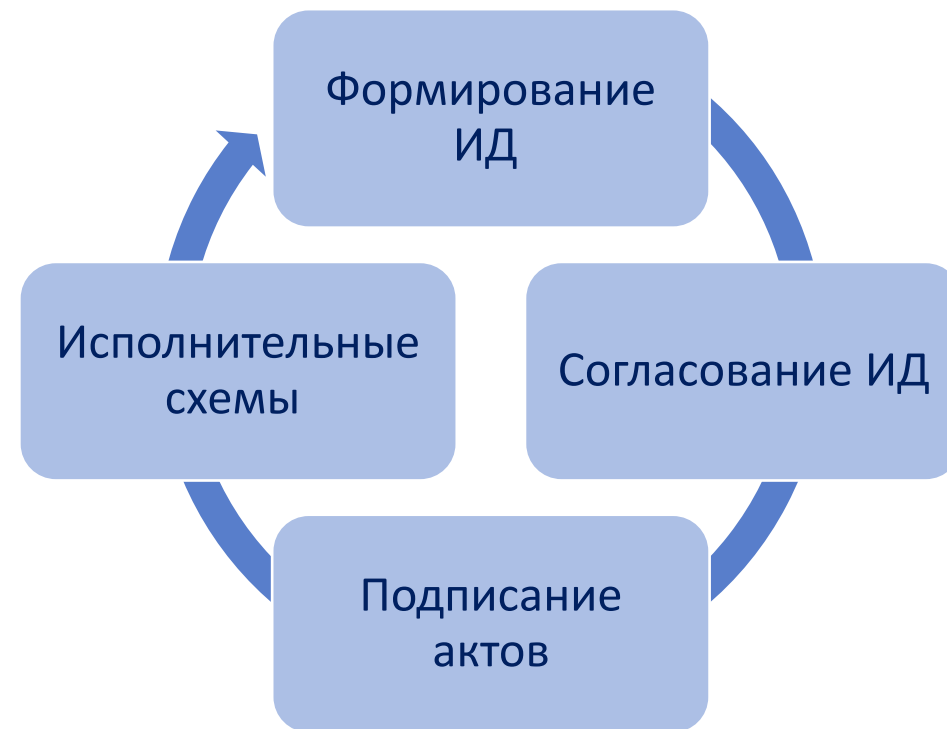 Формирование
ИД
Исполнительные
схемы
Согласование ИД
Подписание
актов